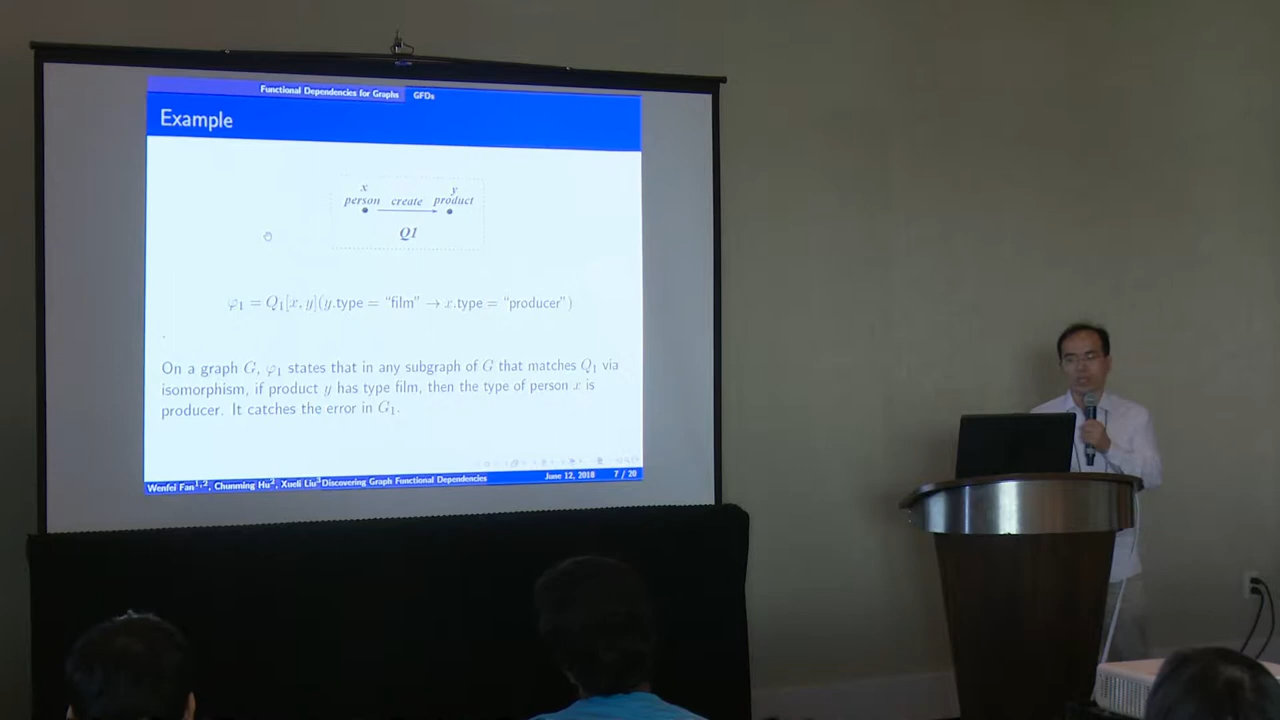 Functional Dependencies for Graphs GFDs
Example
x y
person create product
Q1
φ₁ = Q₁[x, y](y.type = “film” → x.type = “producer”)
.
On a graph G, φ₁ states that in any subgraph of G that matches Q₁ via
isomorphism, if product y has type film, then the type of person x is
producer. It catches the error in G₁.
Wenfei Fan¹,², Chunming Hu², Xueli Liu³ Discovering Graph Functional Dependencies June 12, 2018 7 / 20